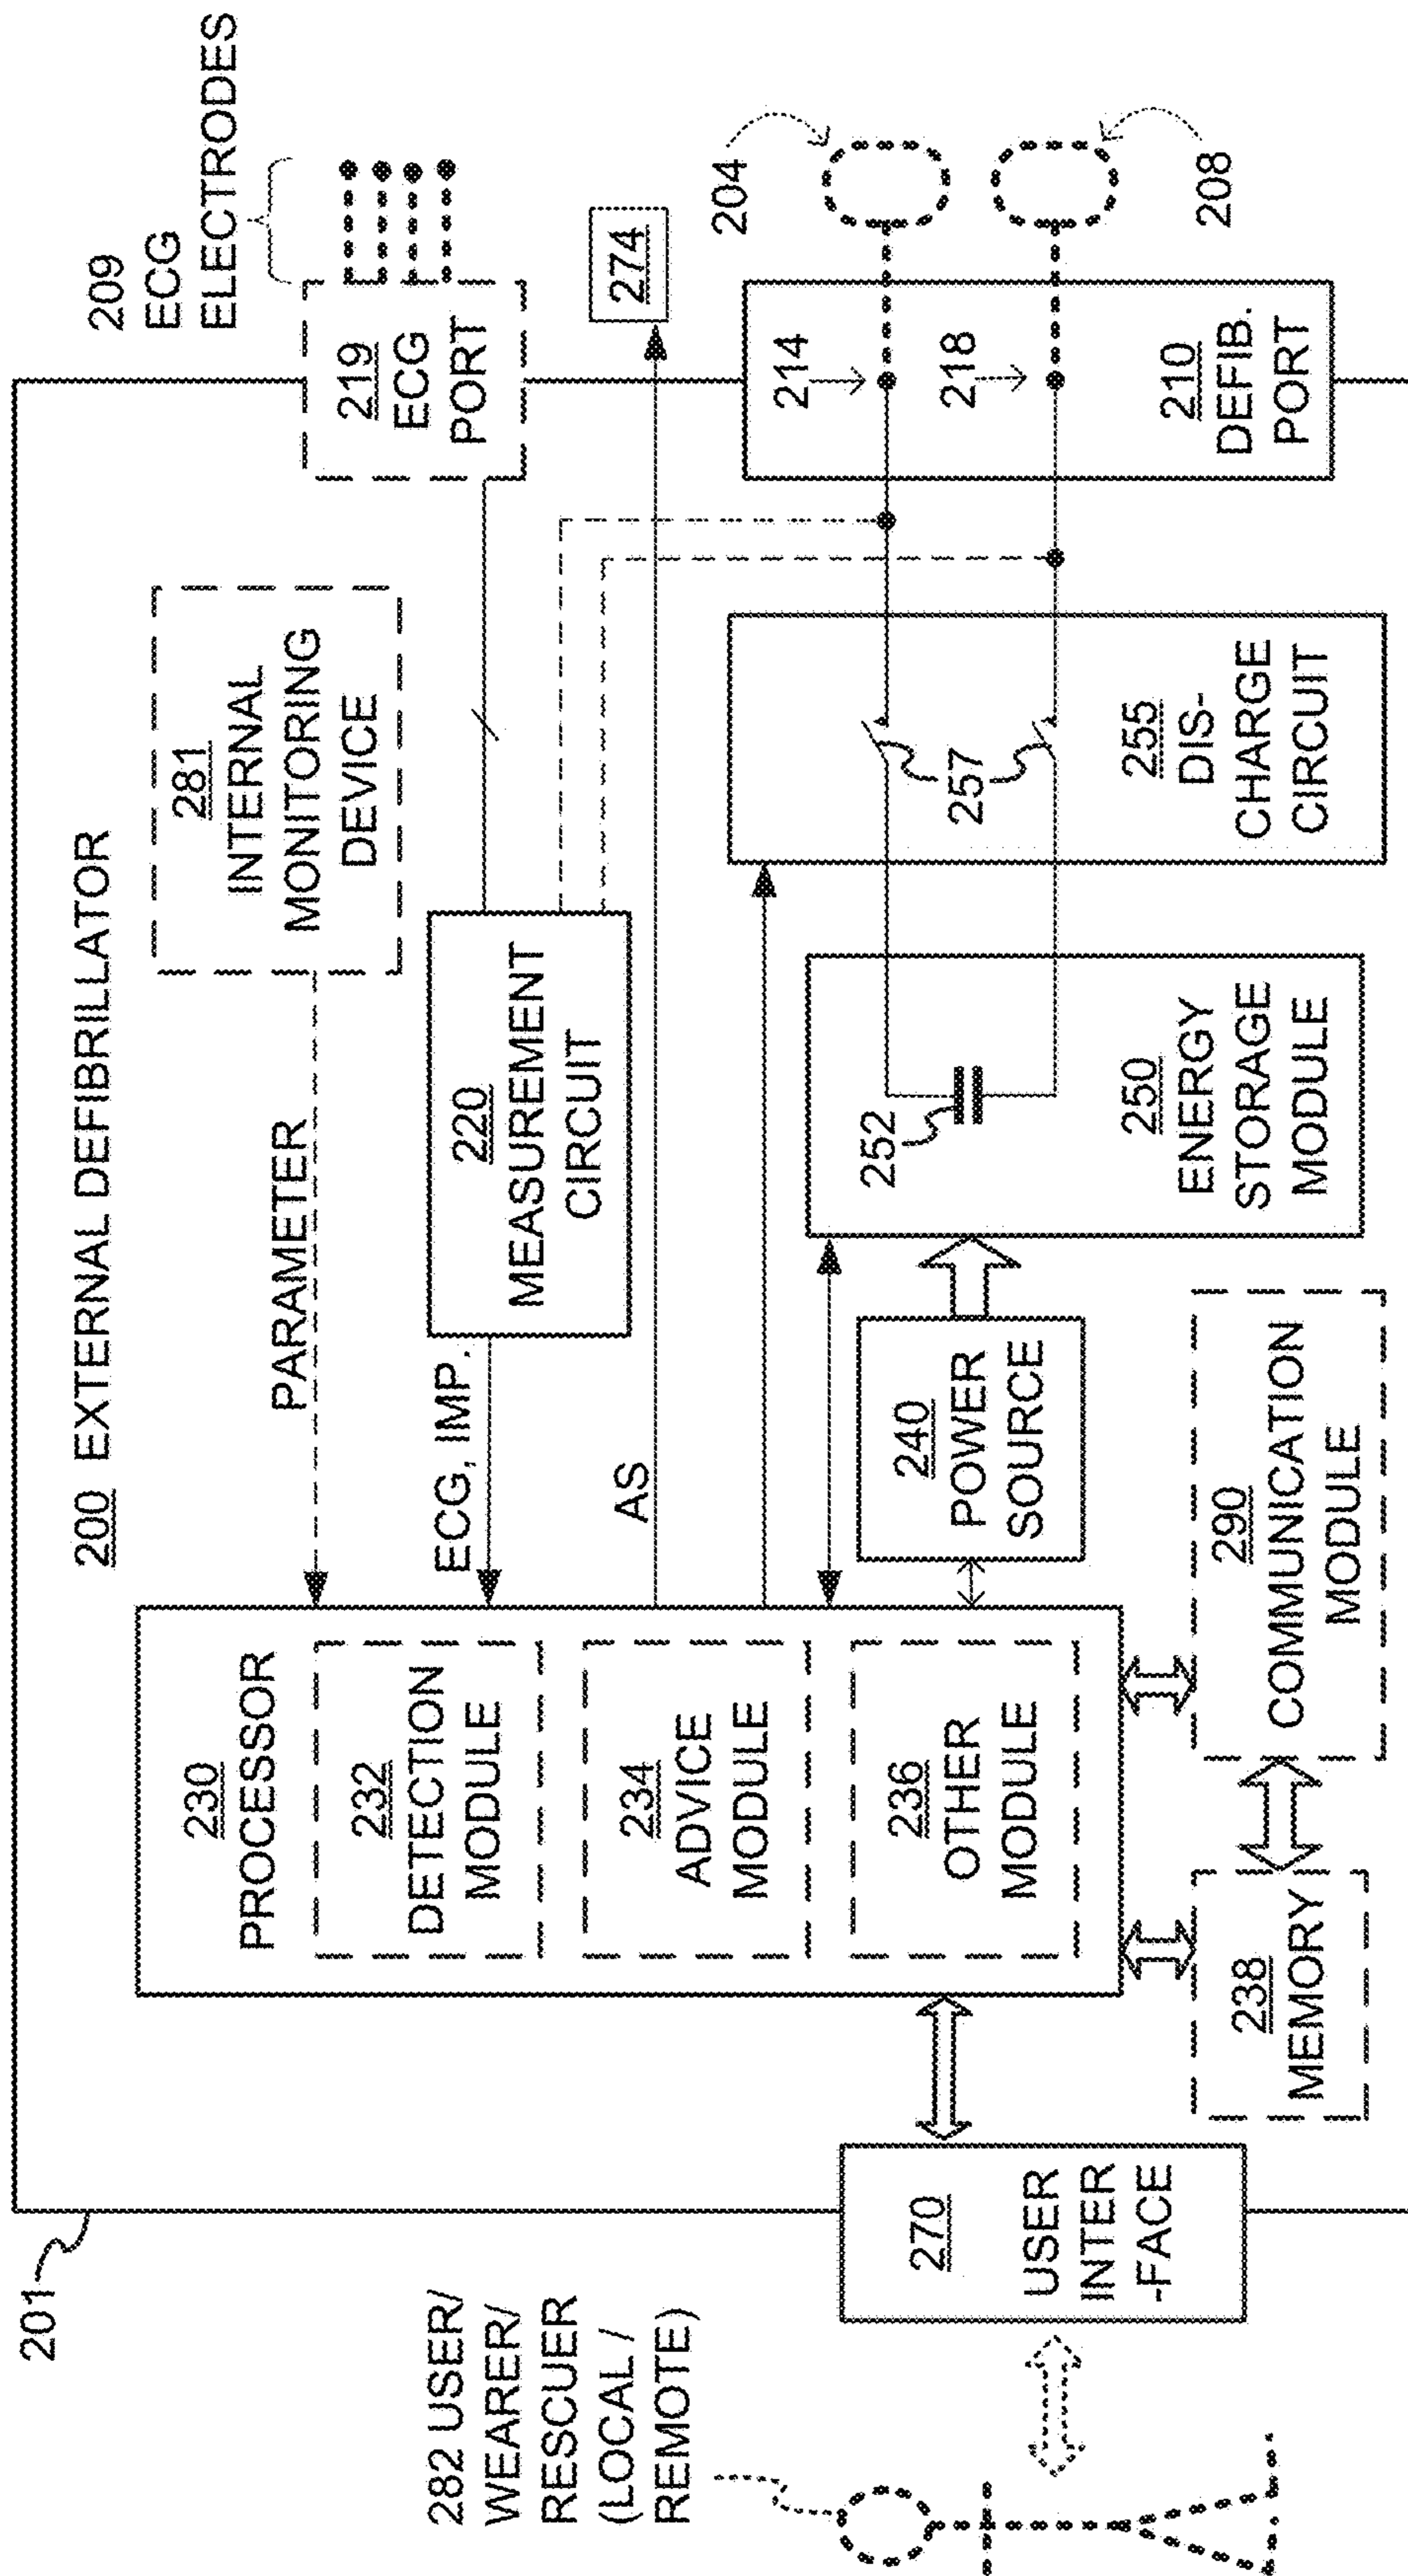 201
200 EXTERNAL DEFIBRILLATOR
209
ECG
ELECTRODES
282 USER/
WEARER/
RESCUER
(LOCAL /
REMOTE)
270
USER
INTER
-FACE
230
PROCESSOR
232
DETECTION
MODULE
234
ADVICE
MODULE
236
OTHER
MODULE
238
MEMORY
290
COMMUNICATION
MODULE
PARAMETER
ECG, IMP.
AS
281
INTERNAL
MONITORING
DEVICE
220
MEASUREMENT
CIRCUIT
240
POWER
SOURCE
252
250
ENERGY
STORAGE
MODULE
257
255
DIS-
CHARGE
CIRCUIT
219
ECG
PORT
274
214
218
210
DEFIB.
PORT
204
208